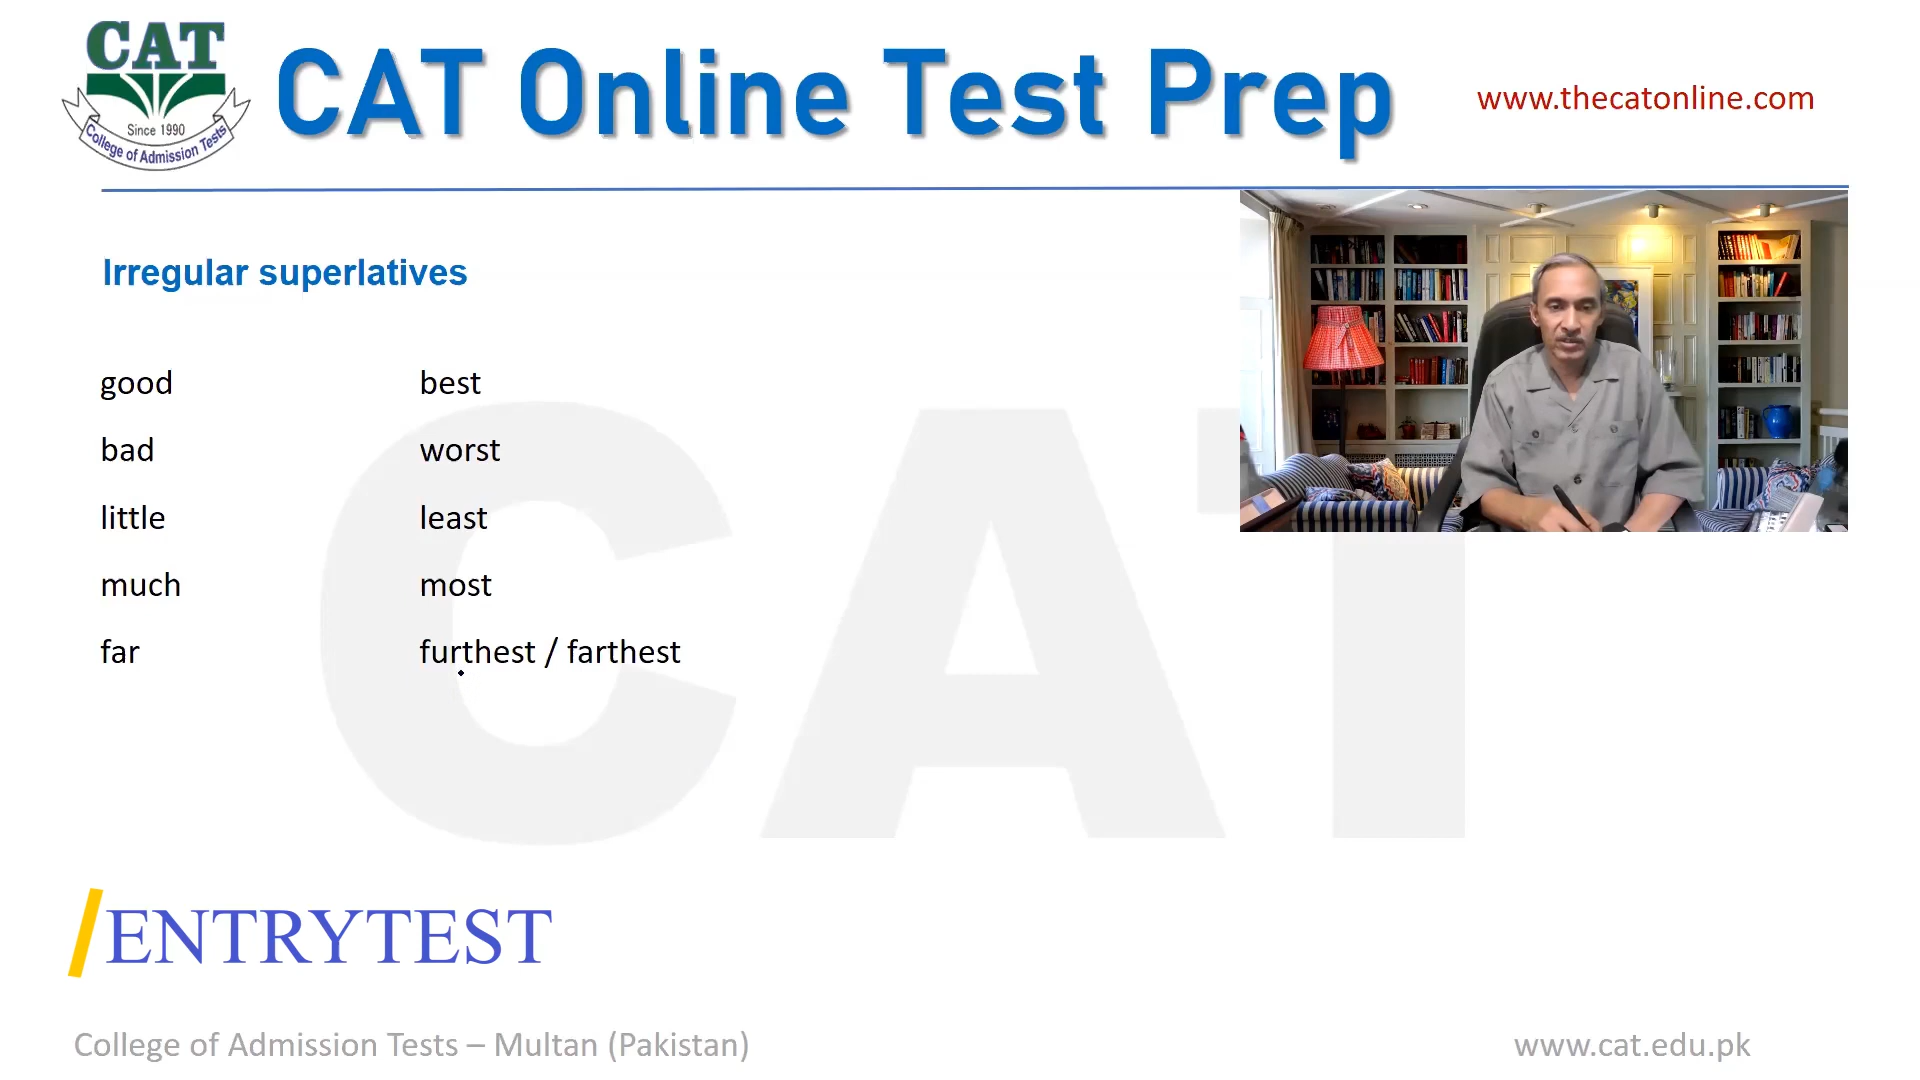 CAT
Since 1990
College of Admission Tests
CAT Online Test Prep
www.thecatonline.com
Irregular superlatives
good best
bad worst
little least
much most
far furthest / farthest
CAT
/ENTRYTEST
College of Admission Tests – Multan (Pakistan)
www.cat.edu.pk